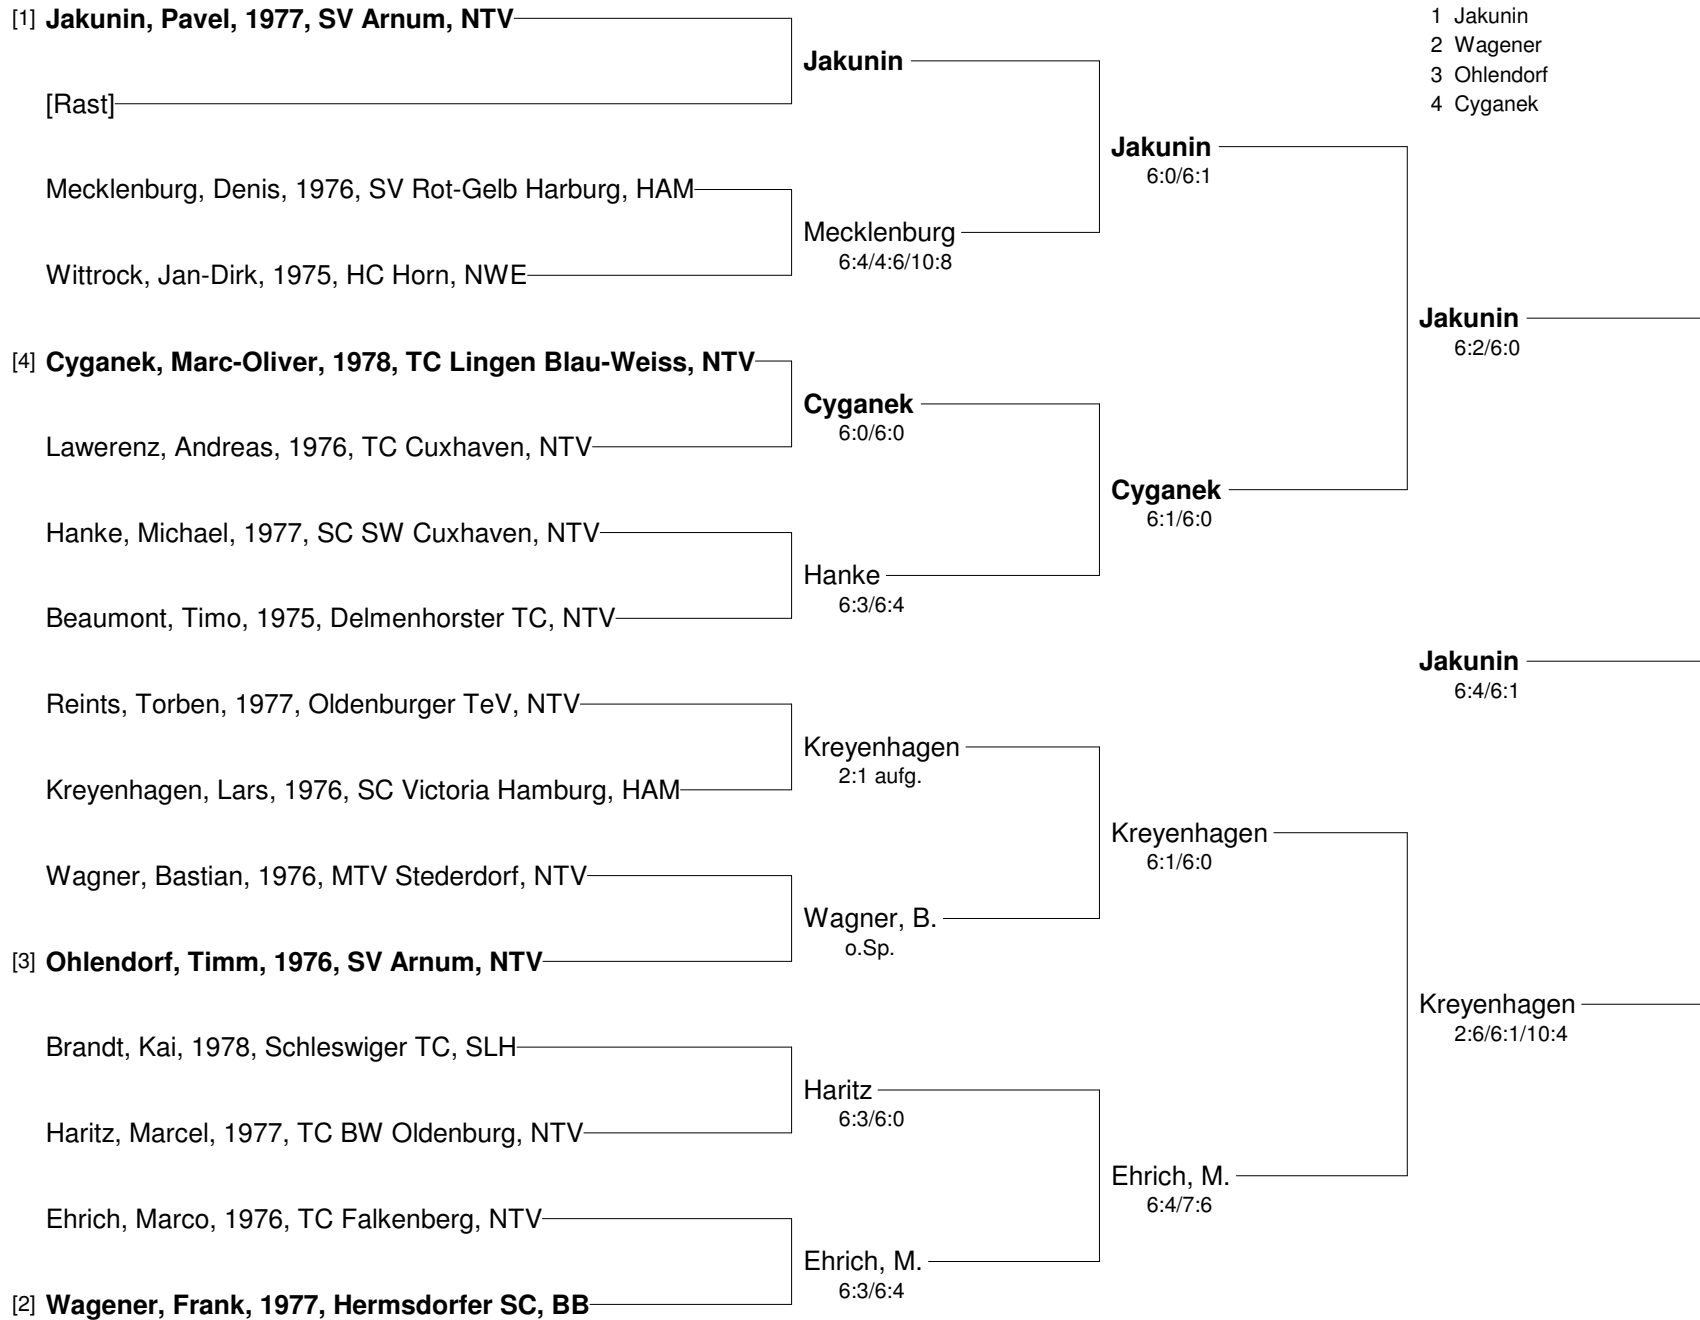 [1] Jakunin, Pavel, 1977, SV Arnum, NTV
[Rast]
Mecklenburg, Denis, 1976, SV Rot-Gelb Harburg, HAM
Wittrock, Jan-Dirk, 1975, HC Horn, NWE
[4] Cyganek, Marc-Oliver, 1978, TC Lingen Blau-Weiss, NTV
Lawerenz, Andreas, 1976, TC Cuxhaven, NTV
Hanke, Michael, 1977, SC SW Cuxhaven, NTV
Beaumont, Timo, 1975, Delmenhorster TC, NTV
Reints, Torben, 1977, Oldenburger TeV, NTV
Kreyenhagen, Lars, 1976, SC Victoria Hamburg, HAM
Wagner, Bastian, 1976, MTV Stederdorf, NTV
[3] Ohlendorf, Timm, 1976, SV Arnum, NTV
Brandt, Kai, 1978, Schleswiger TC, SLH
Haritz, Marcel, 1977, TC BW Oldenburg, NTV
Ehrich, Marco, 1976, TC Falkenberg, NTV
[2] Wagener, Frank, 1977, Hermsdorfer SC, BB
Jakunin
Mecklenburg
6:4/4:6/10:8
Cyganek
6:0/6:0
Hanke
6:3/6:4
Kreyenhagen
2:1 aufg.
Wagner, B.
o.Sp.
Haritz
6:3/6:0
Ehrich, M.
6:3/6:4
Jakunin
6:0/6:1
Cyganek
6:1/6:0
Kreyenhagen
6:1/6:0
Ehrich, M.
6:4/7:6
1 Jakunin
2 Wagener
3 Ohlendorf
4 Cyganek
Jakunin
6:2/6:0
Jakunin
6:4/6:1
Kreyenhagen
2:6/6:1/10:4